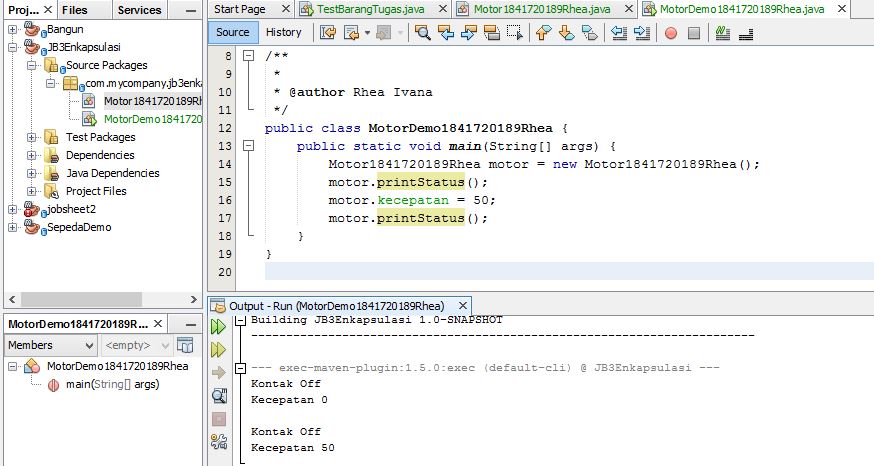 Proj... × Files Services
Bangun
JB3Enkapsulasi
Source Packages
com.mycompany.jb3enk
Motor1841720189Rh
MotorDemo1841720
Test Packages
Dependencies
Java Dependencies
Project Files
jobsheet2
SepedaDemo
MotorDemo1841720189R... ×
Members <empty>
MotorDemo1841720189Rhea
main(String[] args)
Start Page × TestBarangTugas.java × Motor1841720189Rhea.java × MotorDemo1841720189Rhea.java ×
Source History
8 /**
9 *
10 * @author Rhea Ivana
11 */
12 public class MotorDemo1841720189Rhea {
13 public static void main(String[] args) {
14 Motor1841720189Rhea motor = new Motor1841720189Rhea();
15 motor.printStatus();
16 motor.kecepatan = 50;
17 motor.printStatus();
18 }
19 }
20
Output - Run (MotorDemo1841720189Rhea) ×
Building JB3Enkapsulasi 1.0-SNAPSHOT
------------------------------------------------------------------------
--- exec-maven-plugin:1.5.0:exec (default-cli) @ JB3Enkapsulasi ---
Kontak Off
Kecepatan 0
Kontak Off
Kecepatan 50